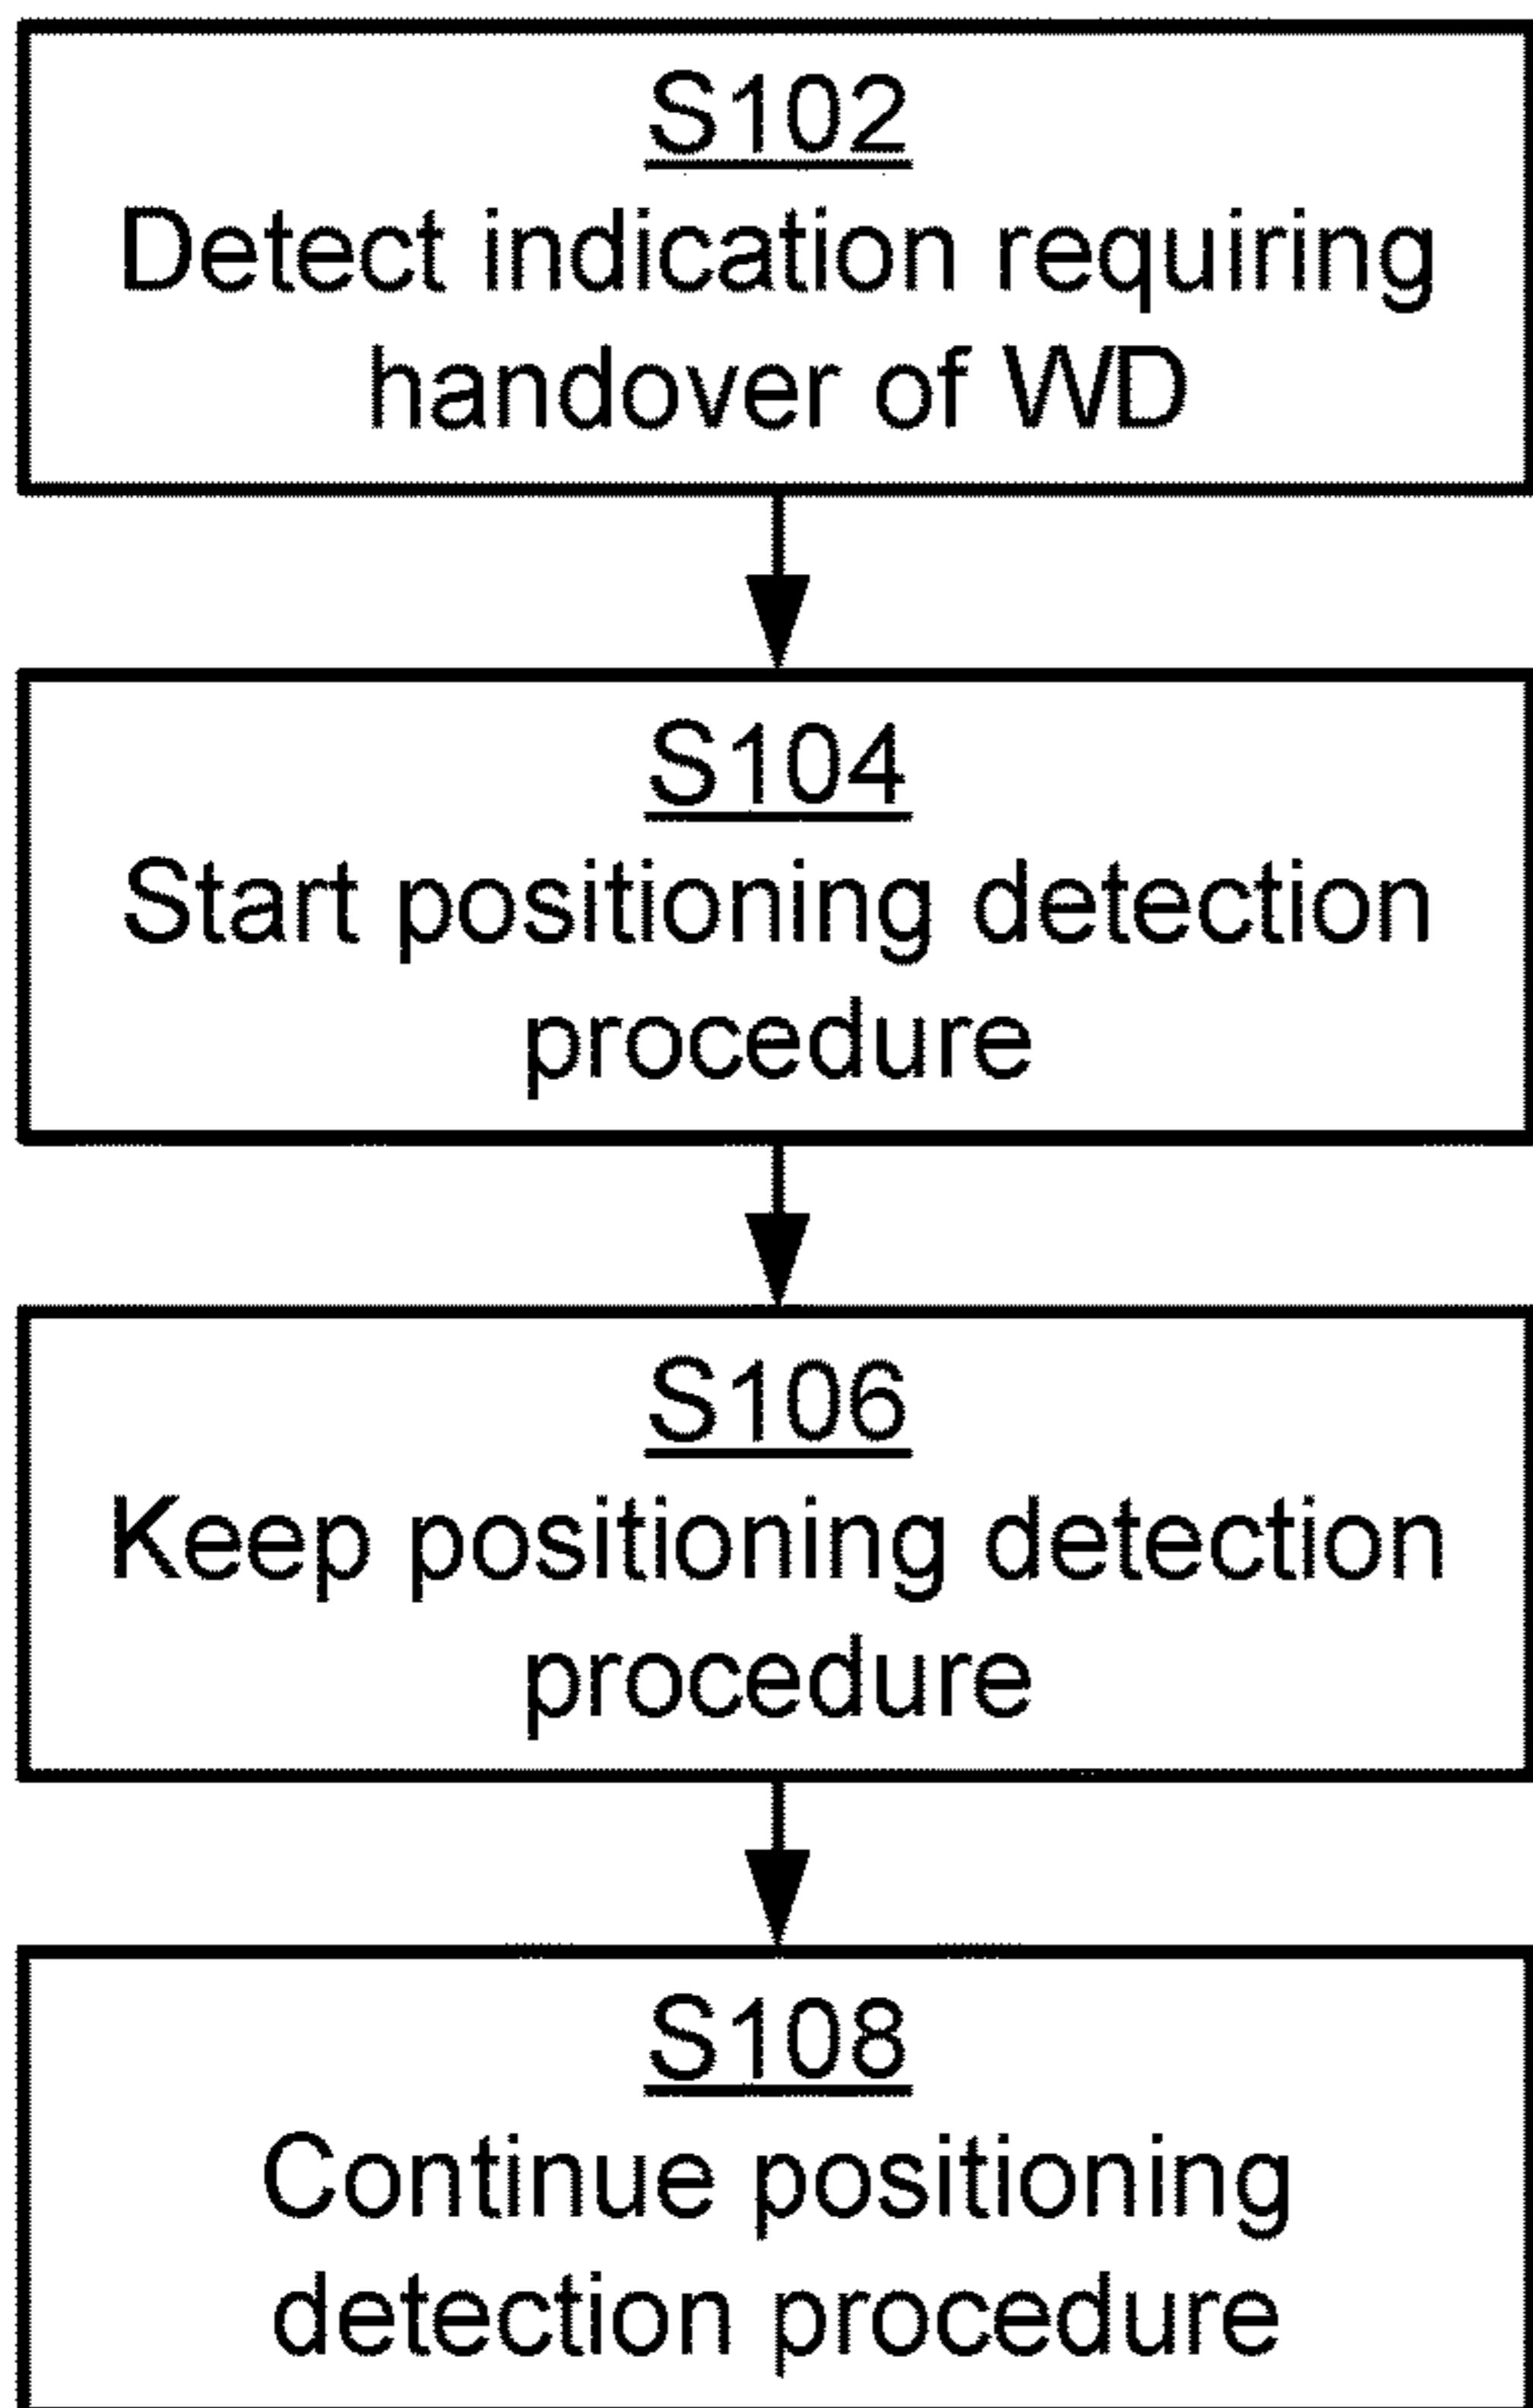 S102
Detect indication requiring
handover of WD
S104
Start positioning detection
procedure
S106
Keep positioning detection
procedure
S108
Continue positioning
detection procedure